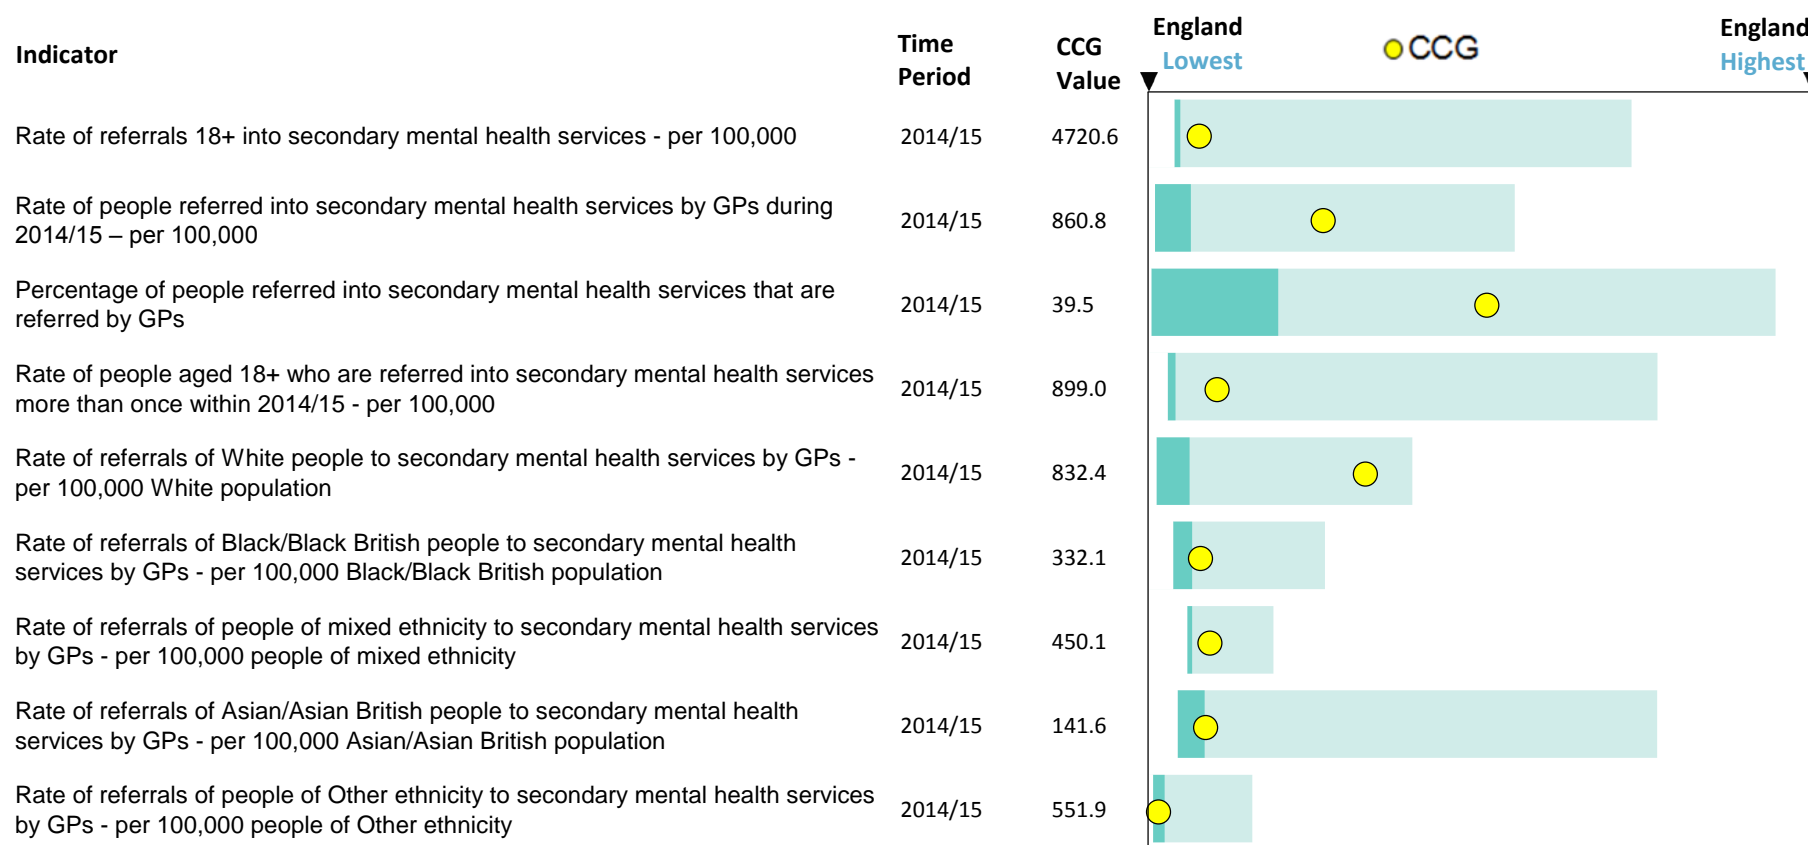 Indicator
Time Period
CCG Value
England Lowest
CCG
England Highest
Rate of referrals 18+ into secondary mental health services - per 100,000
2014/15
4720.6
Rate of people referred into secondary mental health services by GPs during
2014/15 – per 100,000
2014/15
860.8
Percentage of people referred into secondary mental health services that are
referred by GPs
2014/15
39.5
Rate of people aged 18+ who are referred into secondary mental health services
more than once within 2014/15 - per 100,000
2014/15
899.0
Rate of referrals of White people to secondary mental health services by GPs -
per 100,000 White population
2014/15
832.4
Rate of referrals of Black/Black British people to secondary mental health
services by GPs - per 100,000 Black/Black British population
2014/15
332.1
Rate of referrals of people of mixed ethnicity to secondary mental health services
by GPs - per 100,000 people of mixed ethnicity
2014/15
450.1
Rate of referrals of Asian/Asian British people to secondary mental health
services by GPs - per 100,000 Asian/Asian British population
2014/15
141.6
Rate of referrals of people of Other ethnicity to secondary mental health services
by GPs - per 100,000 people of Other ethnicity
2014/15
551.9